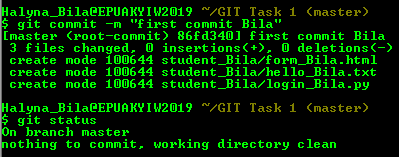 Halyna_Bila@EPUAKYIW2019 ~/GIT Task 1 (master)
$ git commit -m "first commit Bila"
[master (root-commit) 86fd340] first commit Bila
3 files changed, 0 insertions(+), 0 deletions(-)
create mode 100644 student_Bila/form_Bila.html
create mode 100644 student_Bila/hello_Bila.txt
create mode 100644 student_Bila/login_Bila.py
Halyna_Bila@EPUAKYIW2019 ~/GIT Task 1 (master)
$ git status
On branch master
nothing to commit, working directory clean